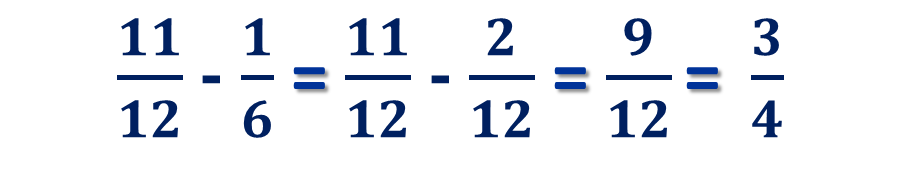 11/12 - 1/6 = 11/12 - 2/12 = 9/12 = 3/4